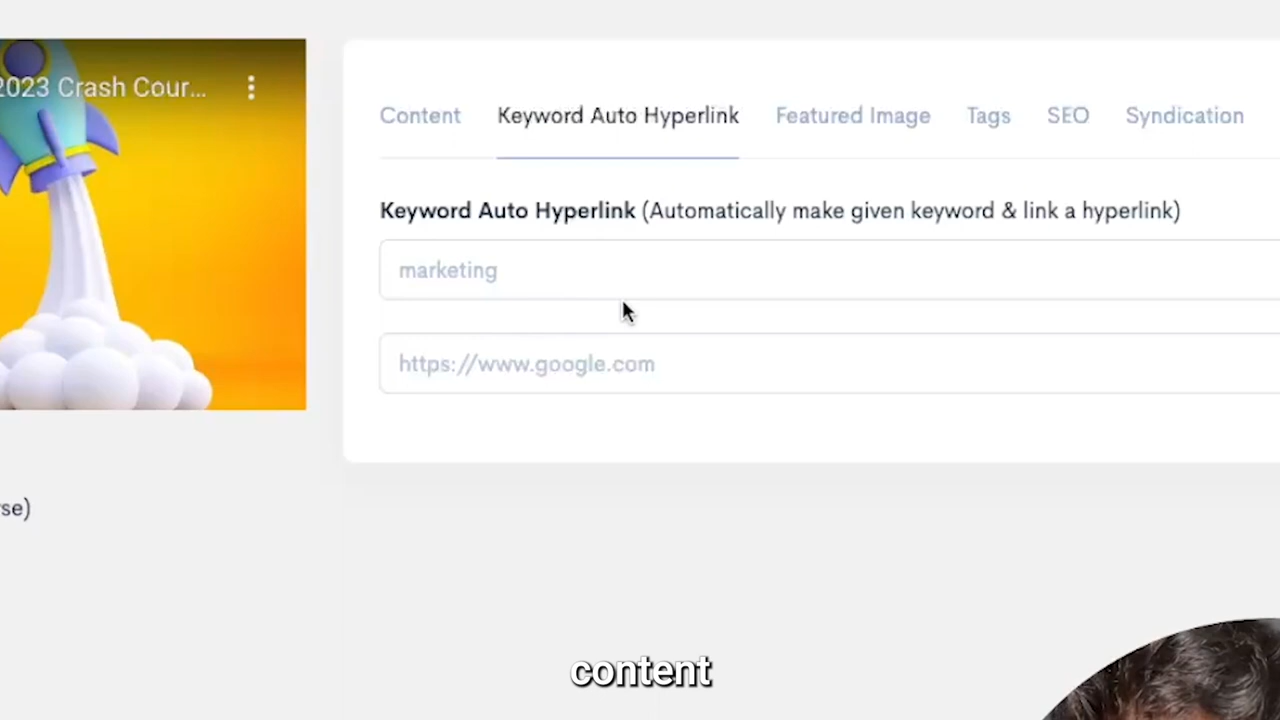 2023 Crash Cour...
Content Keyword Auto Hyperlink Featured Image Tags SEO Syndication
Keyword Auto Hyperlink (Automatically make given keyword & link a hyperlink)
marketing
https://www.google.com
se)
content